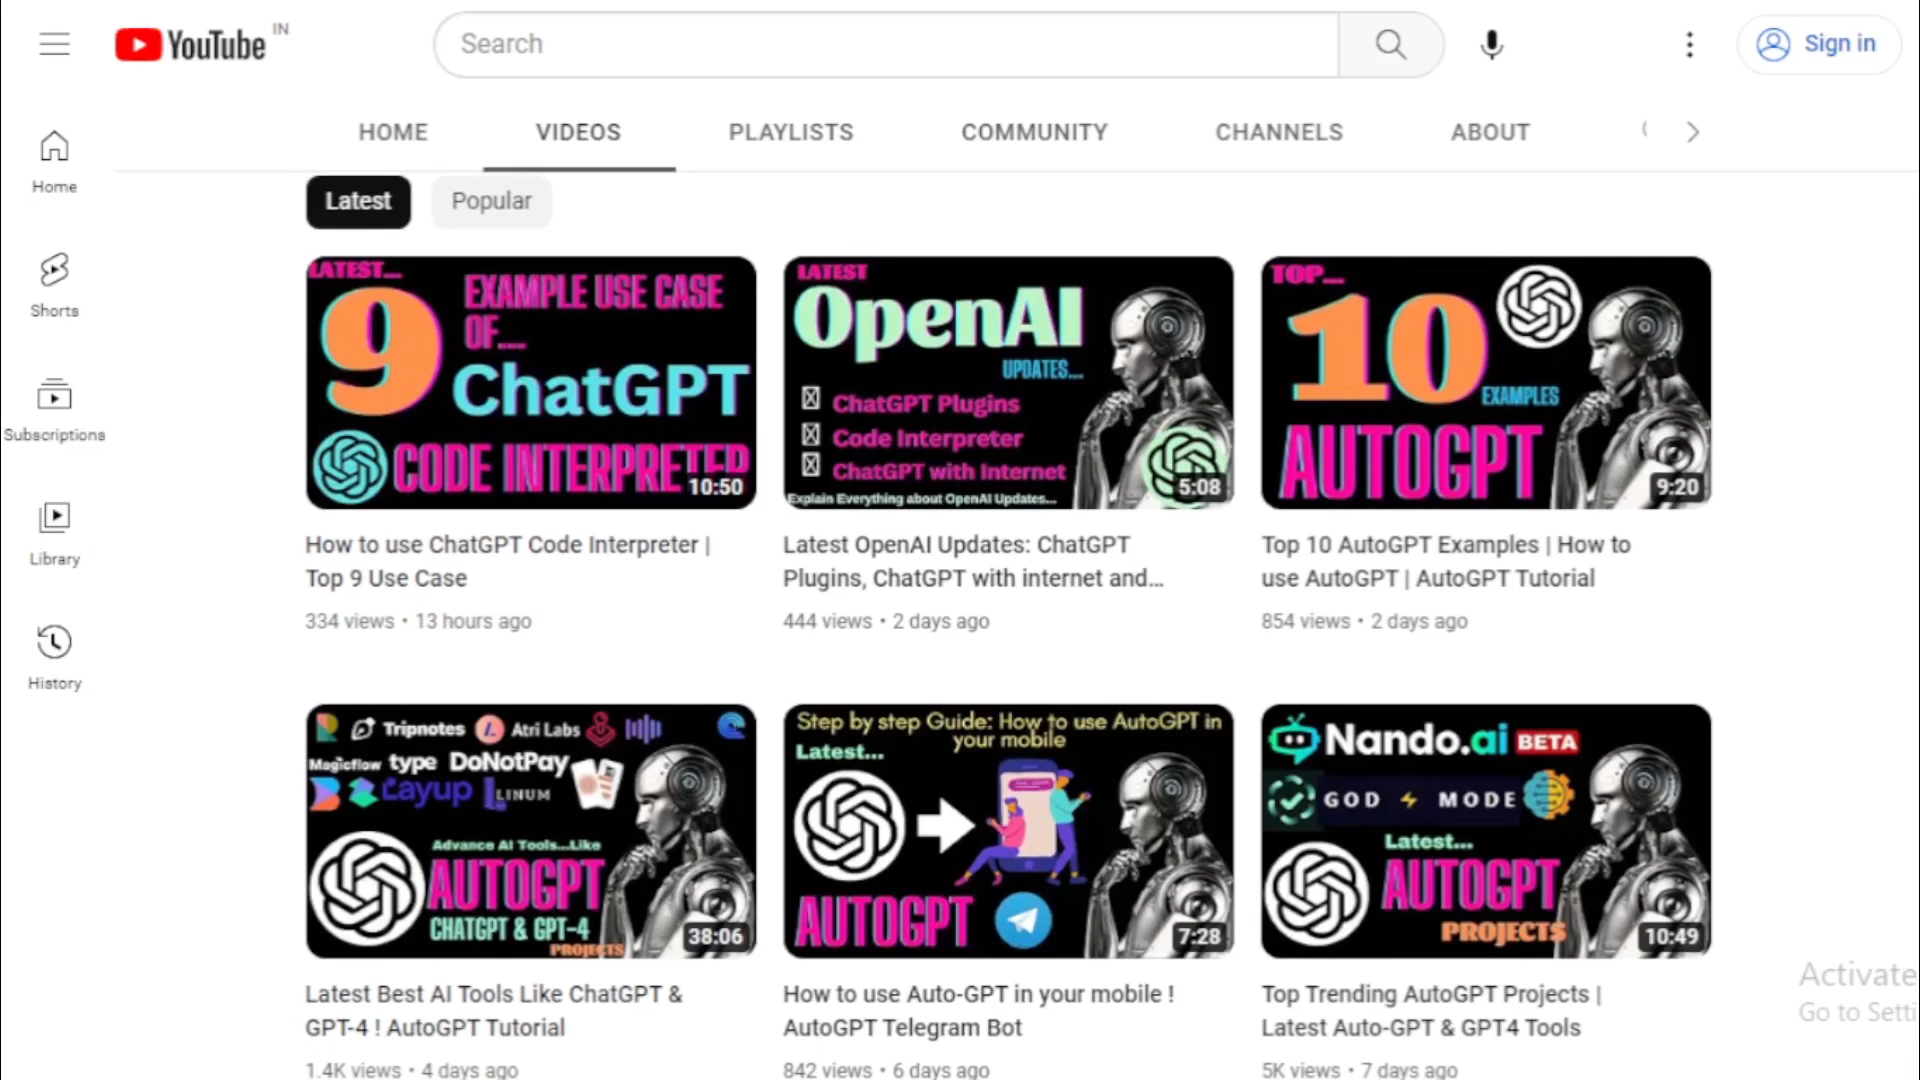 YouTube IN
Search
Sign in
HOME VIDEOS PLAYLISTS COMMUNITY CHANNELS ABOUT
Home
Shorts
Subscriptions
Library
History
Latest Popular
LATEST...
9
EXAMPLE USE CASE
OF....
ChatGPT
CODE INTERPRETER
10:50
How to use ChatGPT Code Interpreter |
Top 9 Use Case
334 views • 13 hours ago
LATEST
OpenAI
UPDATES...
ChatGPT Plugins
Code Interpreter
ChatGPT with Internet
Explain Everything about OpenAI Updates...
5:08
Latest OpenAI Updates: ChatGPT
Plugins, ChatGPT with internet and...
444 views • 2 days ago
TOP...
10
EXAMPLES
AUTOGPT
9:20
Top 10 AutoGPT Examples | How to
use AutoGPT | AutoGPT Tutorial
854 views • 2 days ago
Tripnotes Atri Labs
Magicflow type DoNotPay
Layup LINUM
Advance AI Tools...Like
AUTOGPT
CHATGPT & GPT-4
PROJECTS
38:06
Latest Best AI Tools Like ChatGPT &
GPT-4 ! AutoGPT Tutorial
1.4K views • 4 days ago
Step by step Guide: How to use AutoGPT in
your mobile
Latest...
AUTOGPT
7:28
How to use Auto-GPT in your mobile !
AutoGPT Telegram Bot
842 views • 6 days ago
Nando.ai BETA
GOD MODE
Latest...
AUTOGPT
PROJECTS
10:49
Top Trending AutoGPT Projects |
Latest Auto-GPT & GPT4 Tools
5K views • 7 days ago
Activate
Go to Setti